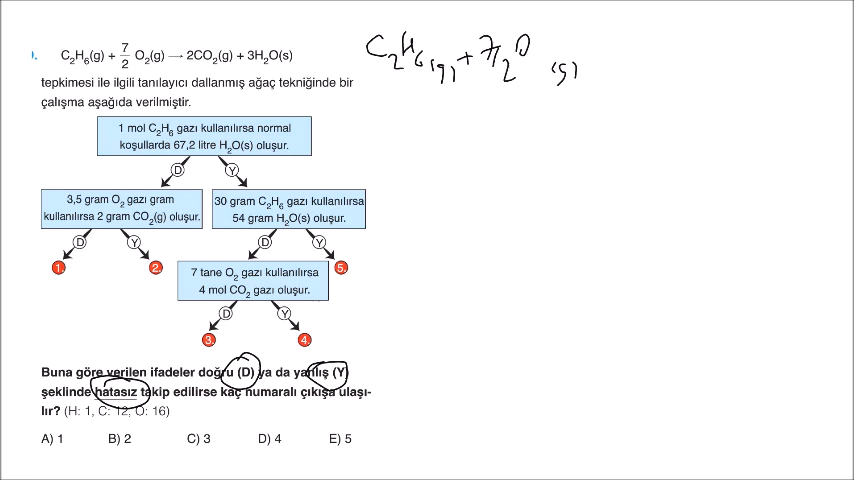 1. C₂H₆(g) + 7/2 O₂(g) → 2CO₂(g) + 3H₂O(s)
tepkimesi ile ilgili tanılayıcı dallanmış ağaç tekniğinde bir
çalışma aşağıda verilmiştir.
1 mol C₂H₆ gazı kullanılırsa normal
koşullarda 67,2 litre H₂O(s) oluşur.
D Y
3,5 gram O₂ gazı gram
kullanılırsa 2 gram CO₂(g) oluşur.
30 gram C₂H₆ gazı kullanılırsa
54 gram H₂O(s) oluşur.
D Y D Y
1. 2. 5.
7 tane O₂ gazı kullanılırsa
4 mol CO₂ gazı oluşur.
D Y
3. 4.
Buna göre verilen ifadeler doğru (D) ya da yanlış (Y)
şeklinde hatasız takip edilirse kaç numaralı çıkışa ulaşı-
lır? (H: 1, C: 12, O: 16)
A) 1 B) 2 C) 3 D) 4 E) 5
C₂H₆(g) + 7/2 O (s)